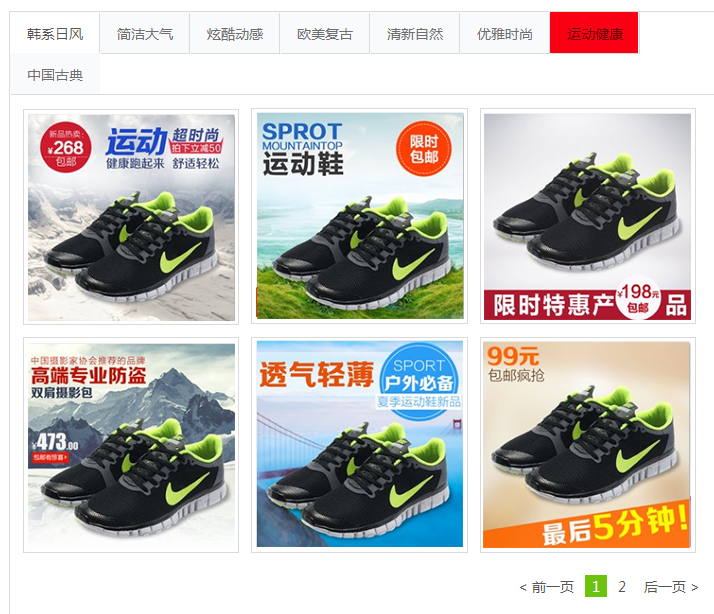 韩系日风 简洁大气 炫酷动感 欧美复古 清新自然 优雅时尚 运动健康
中国古典
新品热卖:
¥268
包邮
运动 超时尚
拍下立减50
健康跑起来 舒适轻松
SPROT
MOUNTAINTOP
运动鞋
限时
包邮
限时特惠产品
¥198元
包邮
中国摄影家协会推荐的品牌
高端专业防盗
双肩摄影包
¥473.00
包邮有惊喜
透气轻薄
SPORT
户外必备
夏季运动鞋新品
99元
包邮疯抢
最后5分钟!
< 前一页 1 2 后一页 >